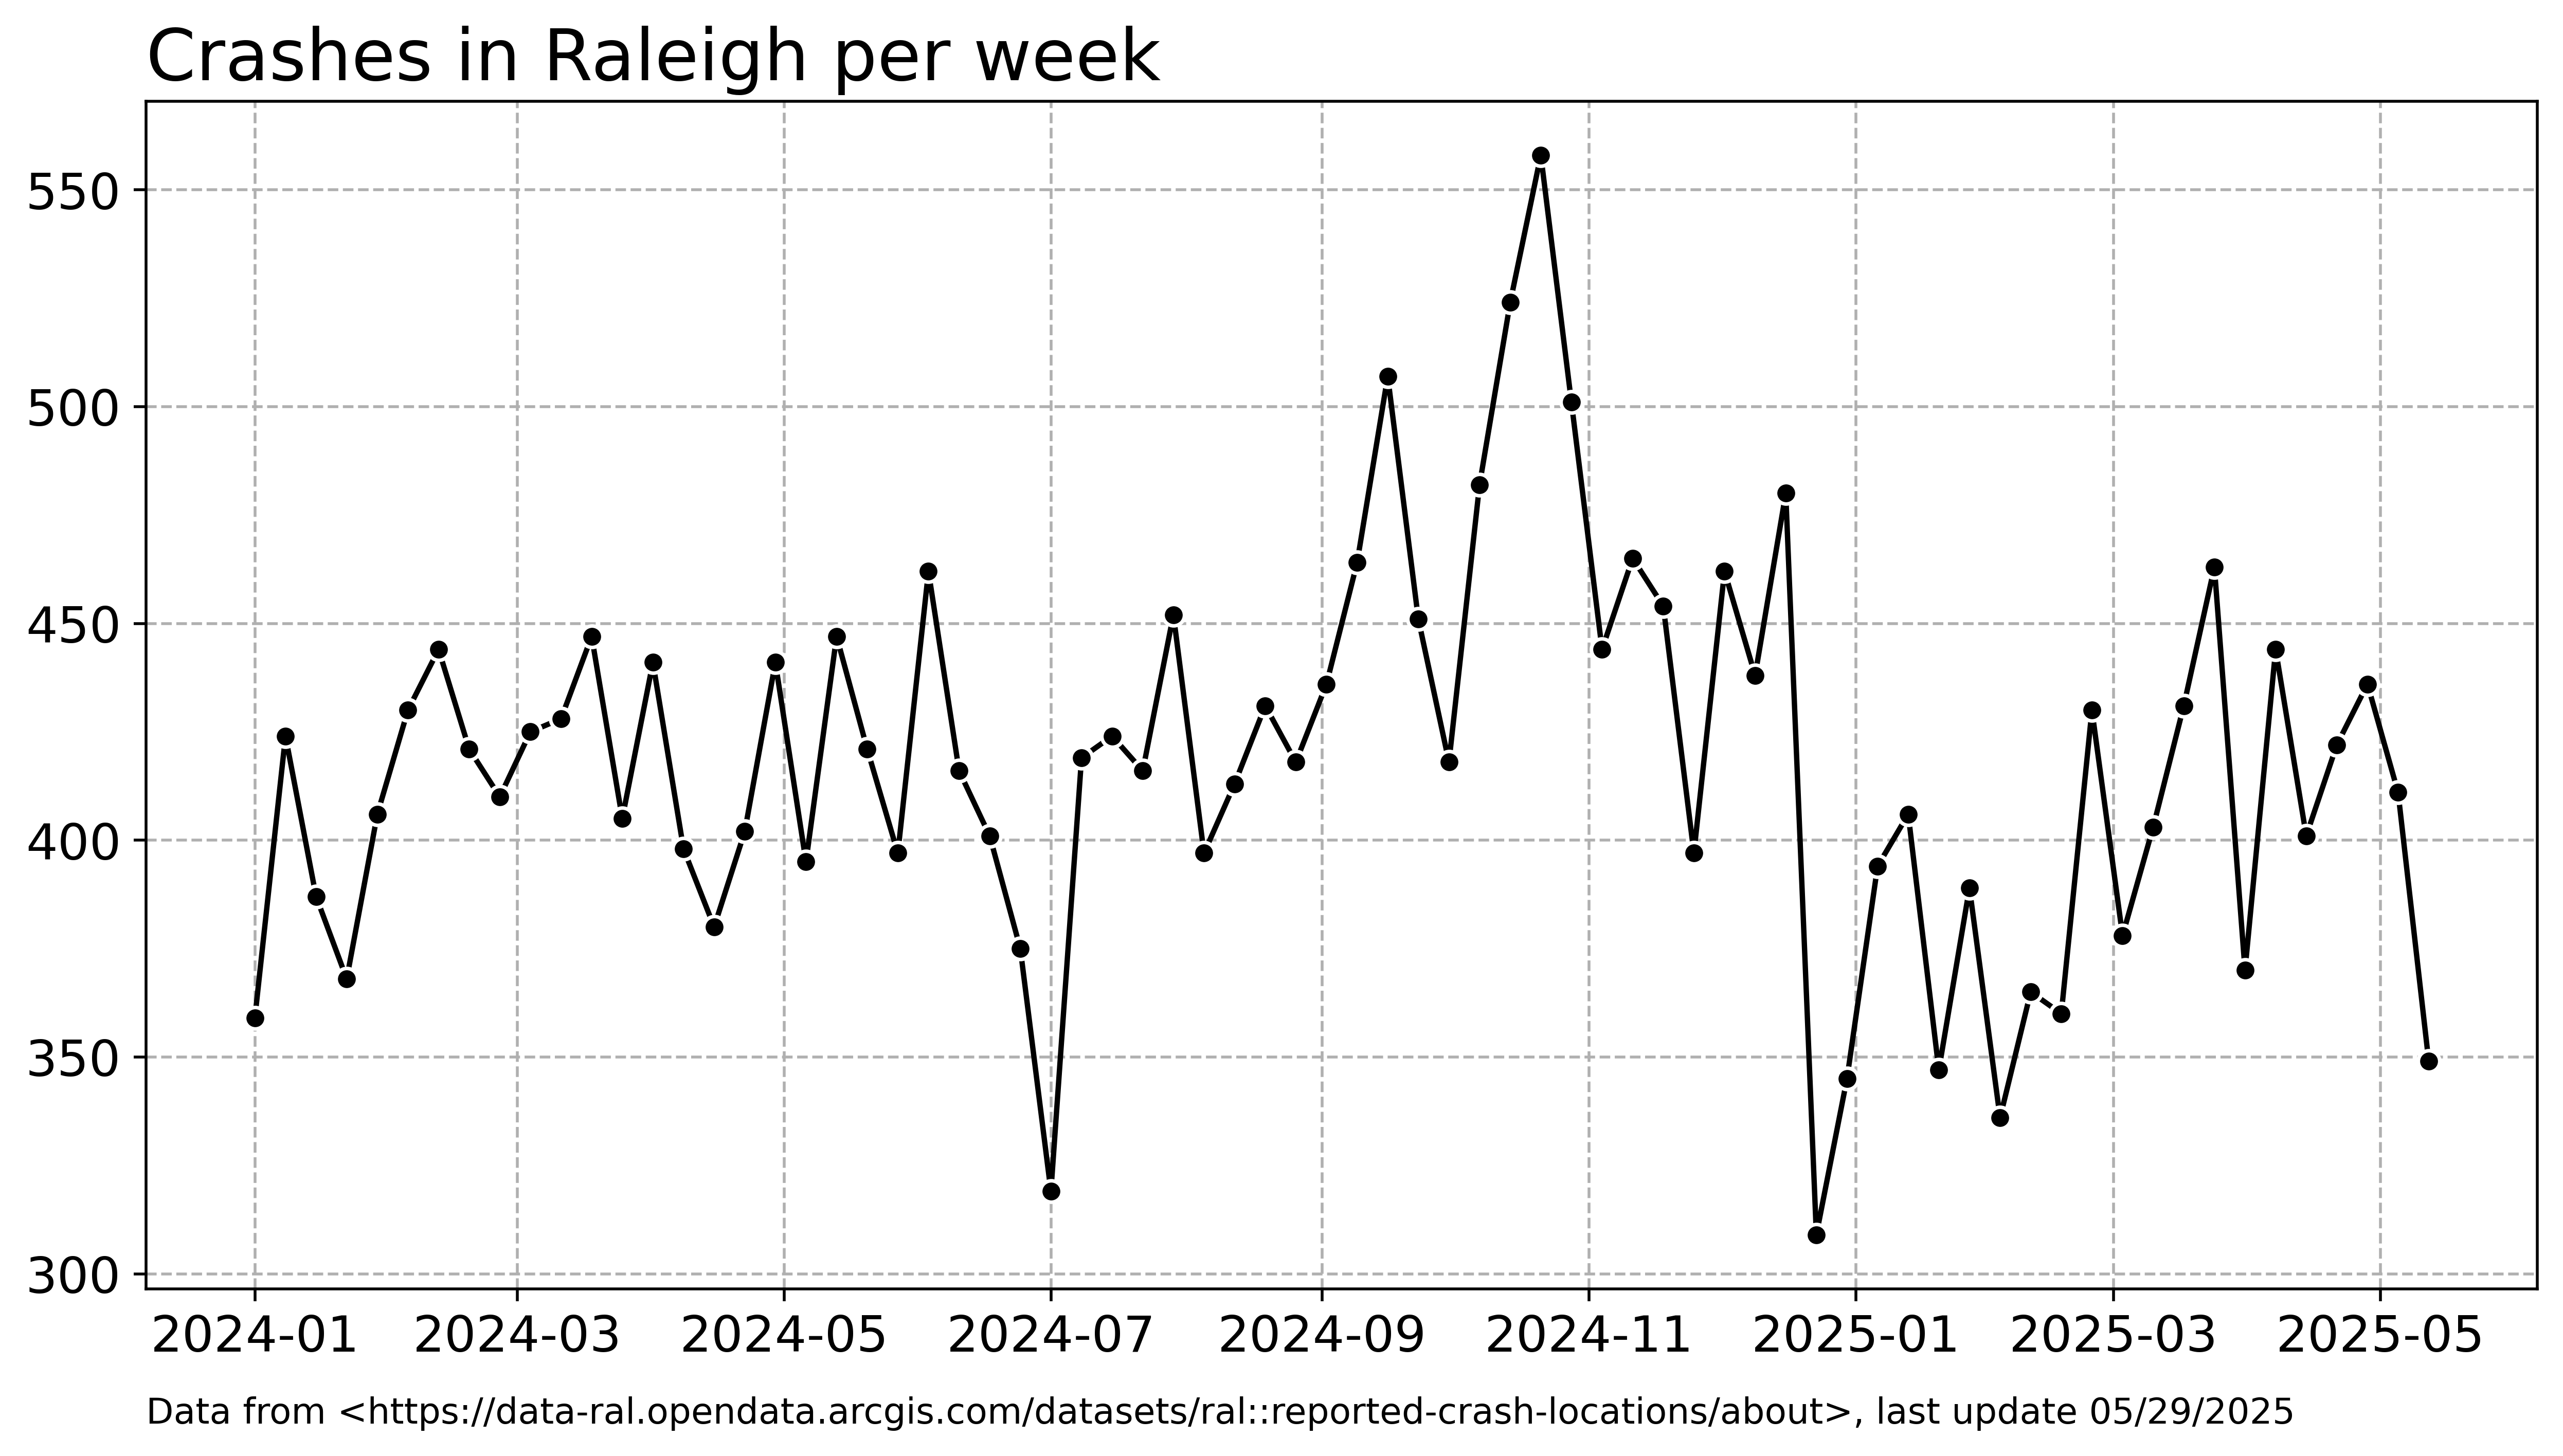 Crashes in Raleigh per week
550
500
450
400
350
300
2024-01 2024-03 2024-05 2024-07 2024-09 2024-11 2025-01 2025-03 2025-05
Data from <https://data-ral.opendata.arcgis.com/datasets/ral::reported-crash-locations/about>, last update 05/29/2025